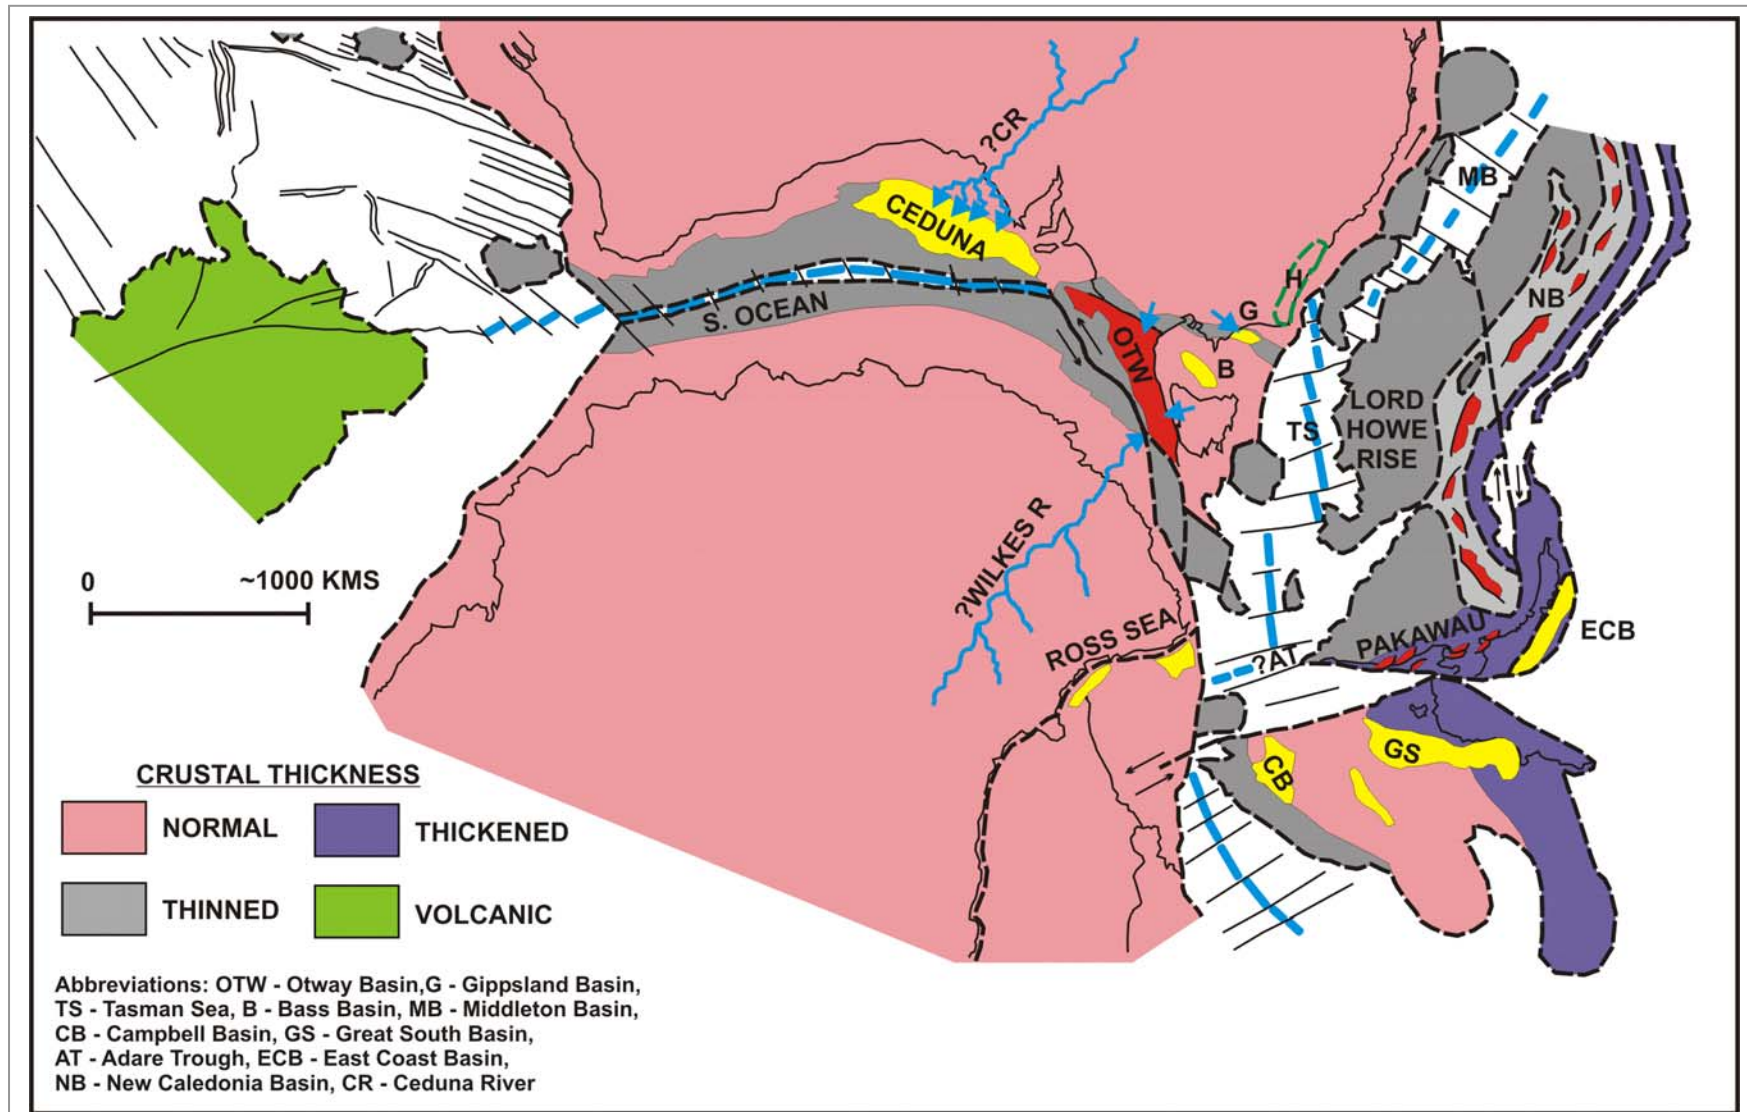 ?CR
MB
CEDUNA
H
NB
S. OCEAN
G
OTW
B
LORD
HOWE
RISE
TS
?WILKES R
0
~1000 KMS
ROSS SEA
PAKAWAU
ECB
?AT
GS
CB
CRUSTAL THICKNESS
NORMAL
THICKENED
THINNED
VOLCANIC
Abbreviations: OTW - Otway Basin,G - Gippsland Basin,
TS - Tasman Sea, B - Bass Basin, MB - Middleton Basin,
CB - Campbell Basin, GS - Great South Basin,
AT - Adare Trough, ECB - East Coast Basin,
NB - New Caledonia Basin, CR - Ceduna River